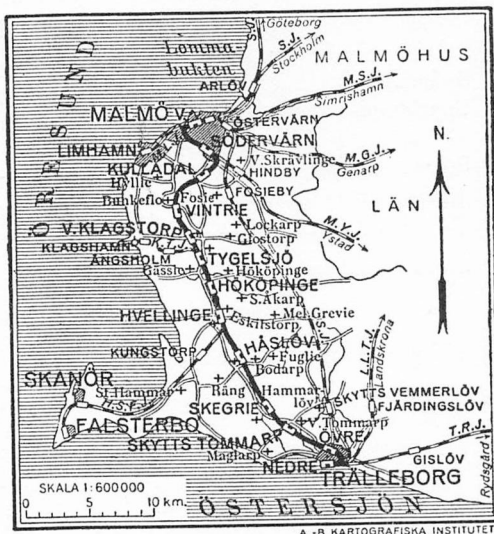 S.J.
Göteborg
Lomma-
bukten
S.J.
Stockholm
MALMÖHUS
ARLÖV
M.S.J.
Simrishamn
ÖRESUND
MALMÖ V.
ÖSTERVÄRN
SÖDERVÄRN
N.
LIMHAMN
V. Skrävlinge
M.G.J.
Genarp
KULLADAL
HINDBY
Hyllie
FOSIEBY
LÄN
Bunkeflo
Fosie
VINTRIE
Lockarp
M.Y.J.
Ystad
V. KLAGSTORP
Glostorp
KLAGSHAMN
K.T.J.
TYGELSJÖ
ÄNGSHOLM
Gässie
Hököpinge
HÖKÖPINGE
S. Åkarp
HVELLINGE
Eskilstorp
Mel. Grevie
KUNGSTORP
HÅSLÖV
Fuglie
Bodarp
L.L.T.J.
Landskrona
SKANÖR
St. Hammar
Räng
Hammar-
löv
SKYTTS VEMMERLÖV
FJÄRDINGSLÖV
SKEGRIE
FALSTERBO
V. Tommarp
SKYTTS TOMMARP
ÖVRE
T.R.J.
Maglarp
NEDRE
GISLÖV
Rydsgård
TRÄLLEBORG
SKALA 1:600000
0 5 10 km.
ÖSTERSJÖN
A.-B. KARTOGRAFISKA INSTITUTET